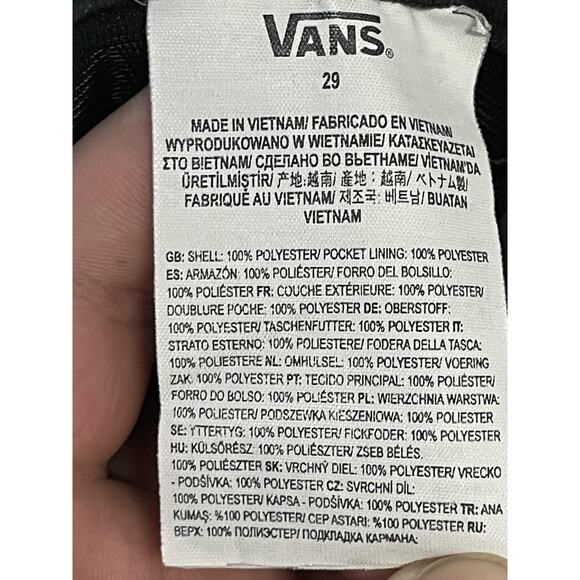 VANS®
29
MADE IN VIETNAM/ FABRICADO EN VIETNAM/
WYPRODUKOWANO W WIETNAMIE/ ΚΑΤΑΣΚΕΥΑΖΕΤΑΙ
ΣΤΟ ΒΙΕΤΝΑΜ/ СДЕЛАНО ВО ВЬЕТНАМЕ/ VİETNAM'DA
ÜRETİLMİŞTİR/ 产地:越南/ 産地：越南/ ベトナム製/
FABRIQUÉ AU VIETNAM/ 제조국: 베트남/ BUATAN
VIETNAM
GB: SHELL: 100% POLYESTER/ POCKET LINING: 100% POLYESTER
ES: ARMAZÓN: 100% POLIÉSTER/ FORRO DEL BOLSILLO:
100% POLIÉSTER FR: COUCHE EXTÉRIEURE: 100% POLYESTER/
DOUBLURE POCHE: 100% POLYESTER DE: OBERSTOFF:
100% POLYESTER/ TASCHENFUTTER: 100% POLYESTER IT:
STRATO ESTERNO: 100% POLIESTERE/ FODERA DELLA TASCA:
100% POLIESTERE NL: OMHULSEL: 100% POLYESTER/ VOERING
ZAK: 100% POLYESTER PT: TECIDO PRINCIPAL: 100% POLIÉSTER/
FORRO DO BOLSO: 100% POLIÉSTER PL: WIERZCHNIA WARSTWA:
100% POLIESTER/ PODSZEWKA KIESZENIOWA: 100% POLIESTER
SE: YTTERTYG: 100% POLYESTER/ FICKFODER: 100% POLYESTER
HU: KÜLSŐRÉSZ: 100% POLIÉSZTER/ ZSEB BÉLÉS:
100% POLIÉSZTER SK: VRCHNÝ DIEL: 100% POLYESTER/ VRECKO
- PODŠÍVKA: 100% POLYESTER CZ: SVRCHNÍ DÍL:
100% POLYESTER/ KAPSA - PODŠÍVKA: 100% POLYESTER TR: ANA
KUMAŞ: %100 POLYESTER/ CEP ASTARI: %100 POLYESTER RU:
ВЕРХ: 100% ПОЛИЭСТЕР/ ПОДКЛАДКА КАРМАНА: